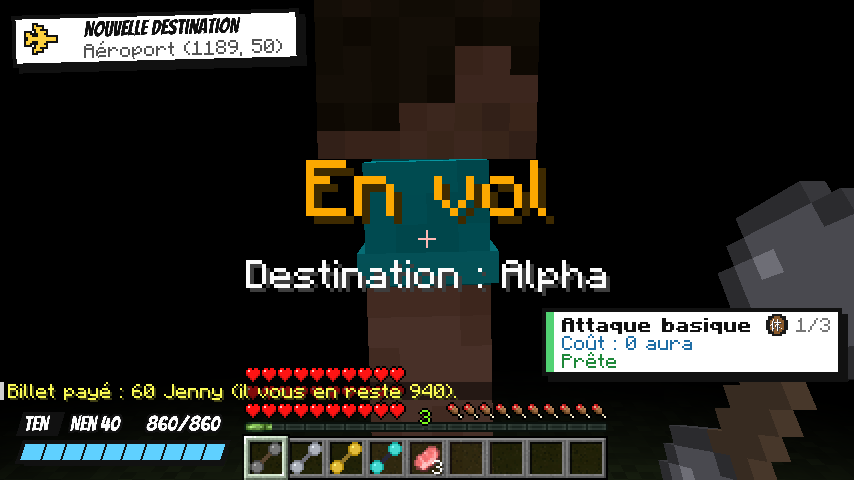 NOUVELLE DESTINATION
Aéroport (1189, 50)
En vol
Destination : Alpha
Attaque basique 1/3
Coût : 0 aura
Prête
Billet payé : 60 Jenny (il vous en reste 940).
TEN NEN 40 860/860
3
3